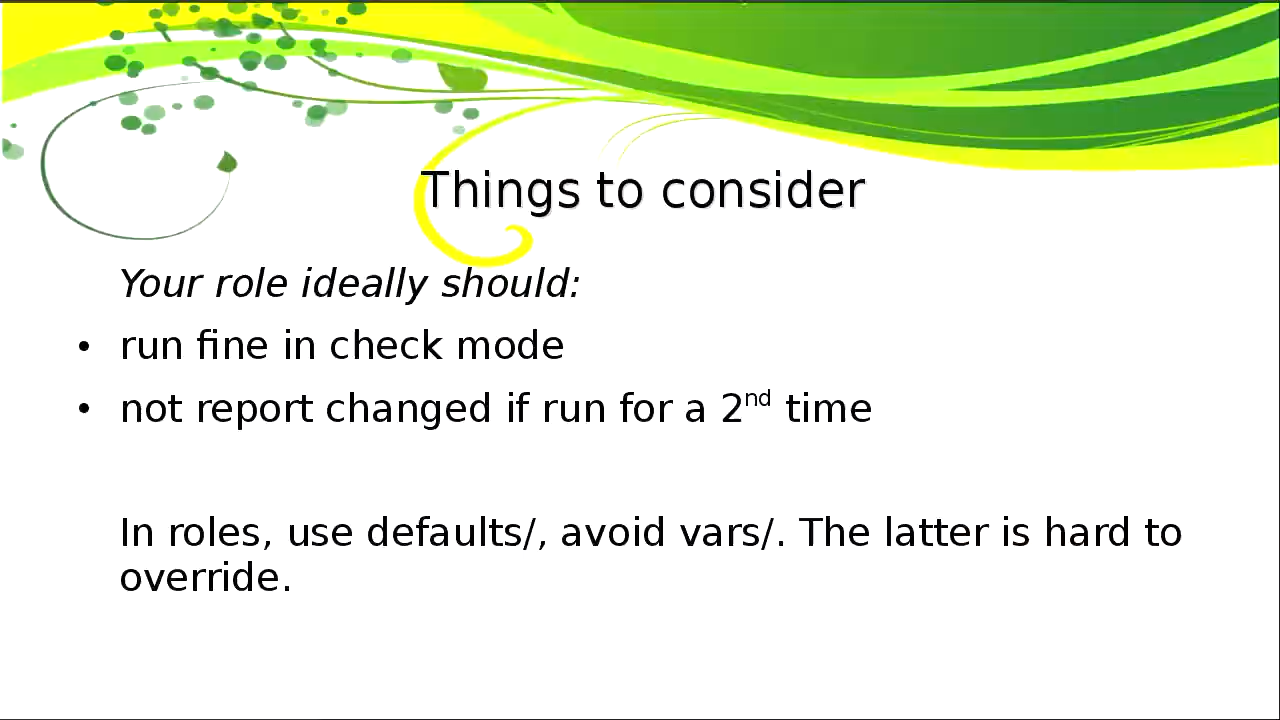 Things to consider
Your role ideally should:
• run fine in check mode
• not report changed if run for a 2nd time
In roles, use defaults/, avoid vars/. The latter is hard to
override.